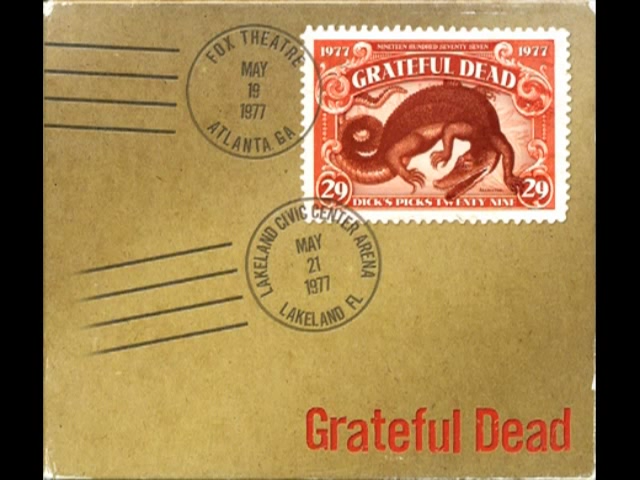 FOX THEATRE
MAY
19
1977
ATLANTA. GA
1977 NINETEEN HUNDRED SEVENTY SEVEN 1977
GRATEFUL DEAD
29 29
DICK'S PICKS TWENTY NINE
LAKELAND CIVIC CENTER ARENA
MAY
21
1977
LAKELAND FL
Grateful Dead